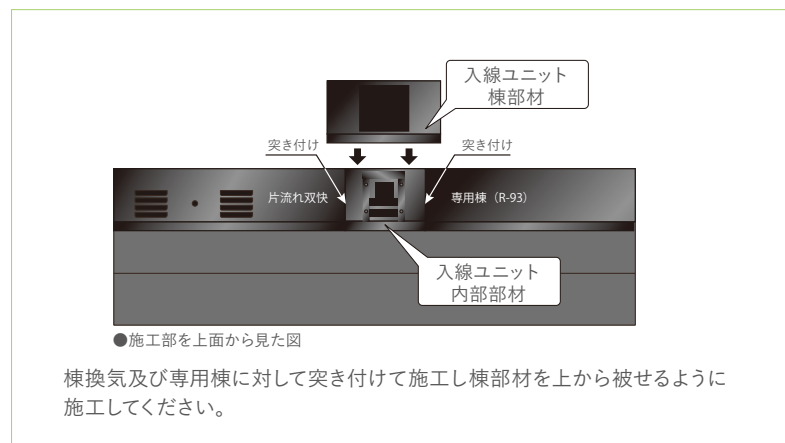 入線ユニット
棟部材
突き付け
突き付け
片流れ双快
専用棟（R-93）
入線ユニット
内部部材
●施工部を上面から見た図
棟換気及び専用棟に対して突き付けて施工し棟部材を上から被せるように
施工してください。